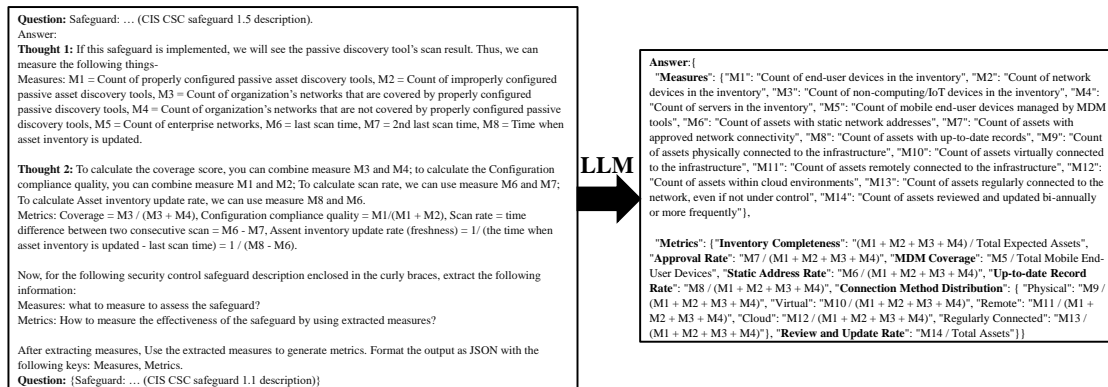 Question: Safeguard: … (CIS CSC safeguard 1.5 description).
Answer:
Thought 1: If this safeguard is implemented, we will see the passive discovery tool's scan result. Thus, we can
measure the following things-
Measures: M1 = Count of properly configured passive asset discovery tools, M2 = Count of improperly configured
passive asset discovery tools, M3 = Count of organization's networks that are covered by properly configured
passive discovery tools, M4 = Count of organization's networks that are not covered by properly configured passive
discovery tools, M5 = Count of enterprise networks, M6 = last scan time, M7 = 2nd last scan time, M8 = Time when
asset inventory is updated.
Thought 2: To calculate the coverage score, you can combine measure M3 and M4; to calculate the Configuration
compliance quality, you can combine measure M1 and M2; To calculate scan rate, we can use measure M6 and M7;
To calculate Asset inventory update rate, we can use measure M8 and M6.
Metrics: Coverage = M3 / (M3 + M4), Configuration compliance quality = M1/(M1 + M2), Scan rate = time
difference between two consecutive scan = M6 - M7, Assent inventory update rate (freshness) = 1/ (the time when
asset inventory is updated - last scan time) = 1 / (M8 - M6).
Now, for the following security control safeguard description enclosed in the curly braces, extract the following
information:
Measures: what to measure to assess the safeguard?
Metrics: How to measure the effectiveness of the safeguard by using extracted measures?
After extracting measures, Use the extracted measures to generate metrics. Format the output as JSON with the
following keys: Measures, Metrics.
Question: {Safeguard: … (CIS CSC safeguard 1.1 description)}
LLM
Answer:{
"Measures": {"M1": "Count of end-user devices in the inventory", "M2": "Count of network
devices in the inventory", "M3": "Count of non-computing/IoT devices in the inventory", "M4":
"Count of servers in the inventory", "M5": "Count of mobile end-user devices managed by MDM
tools", "M6": "Count of assets with static network addresses", "M7": "Count of assets with
approved network connectivity", "M8": "Count of assets with up-to-date records", "M9": "Count
of assets physically connected to the infrastructure", "M10": "Count of assets virtually connected
to the infrastructure", "M11": "Count of assets remotely connected to the infrastructure", "M12":
"Count of assets within cloud environments", "M13": "Count of assets regularly connected to the
network, even if not under control", "M14": "Count of assets reviewed and updated bi-annually
or more frequently"},
"Metrics": {"Inventory Completeness": "(M1 + M2 + M3 + M4) / Total Expected Assets",
"Approval Rate": "M7 / (M1 + M2 + M3 + M4)", "MDM Coverage": "M5 / Total Mobile End-
User Devices", "Static Address Rate": "M6 / (M1 + M2 + M3 + M4)", "Up-to-date Record
Rate": "M8 / (M1 + M2 + M3 + M4)", "Connection Method Distribution": { "Physical": "M9 /
(M1 + M2 + M3 + M4)", "Virtual": "M10 / (M1 + M2 + M3 + M4)", "Remote": "M11 / (M1 +
M2 + M3 + M4)", "Cloud": "M12 / (M1 + M2 + M3 + M4)", "Regularly Connected": "M13 /
(M1 + M2 + M3 + M4)"}, "Review and Update Rate": "M14 / Total Assets"}}